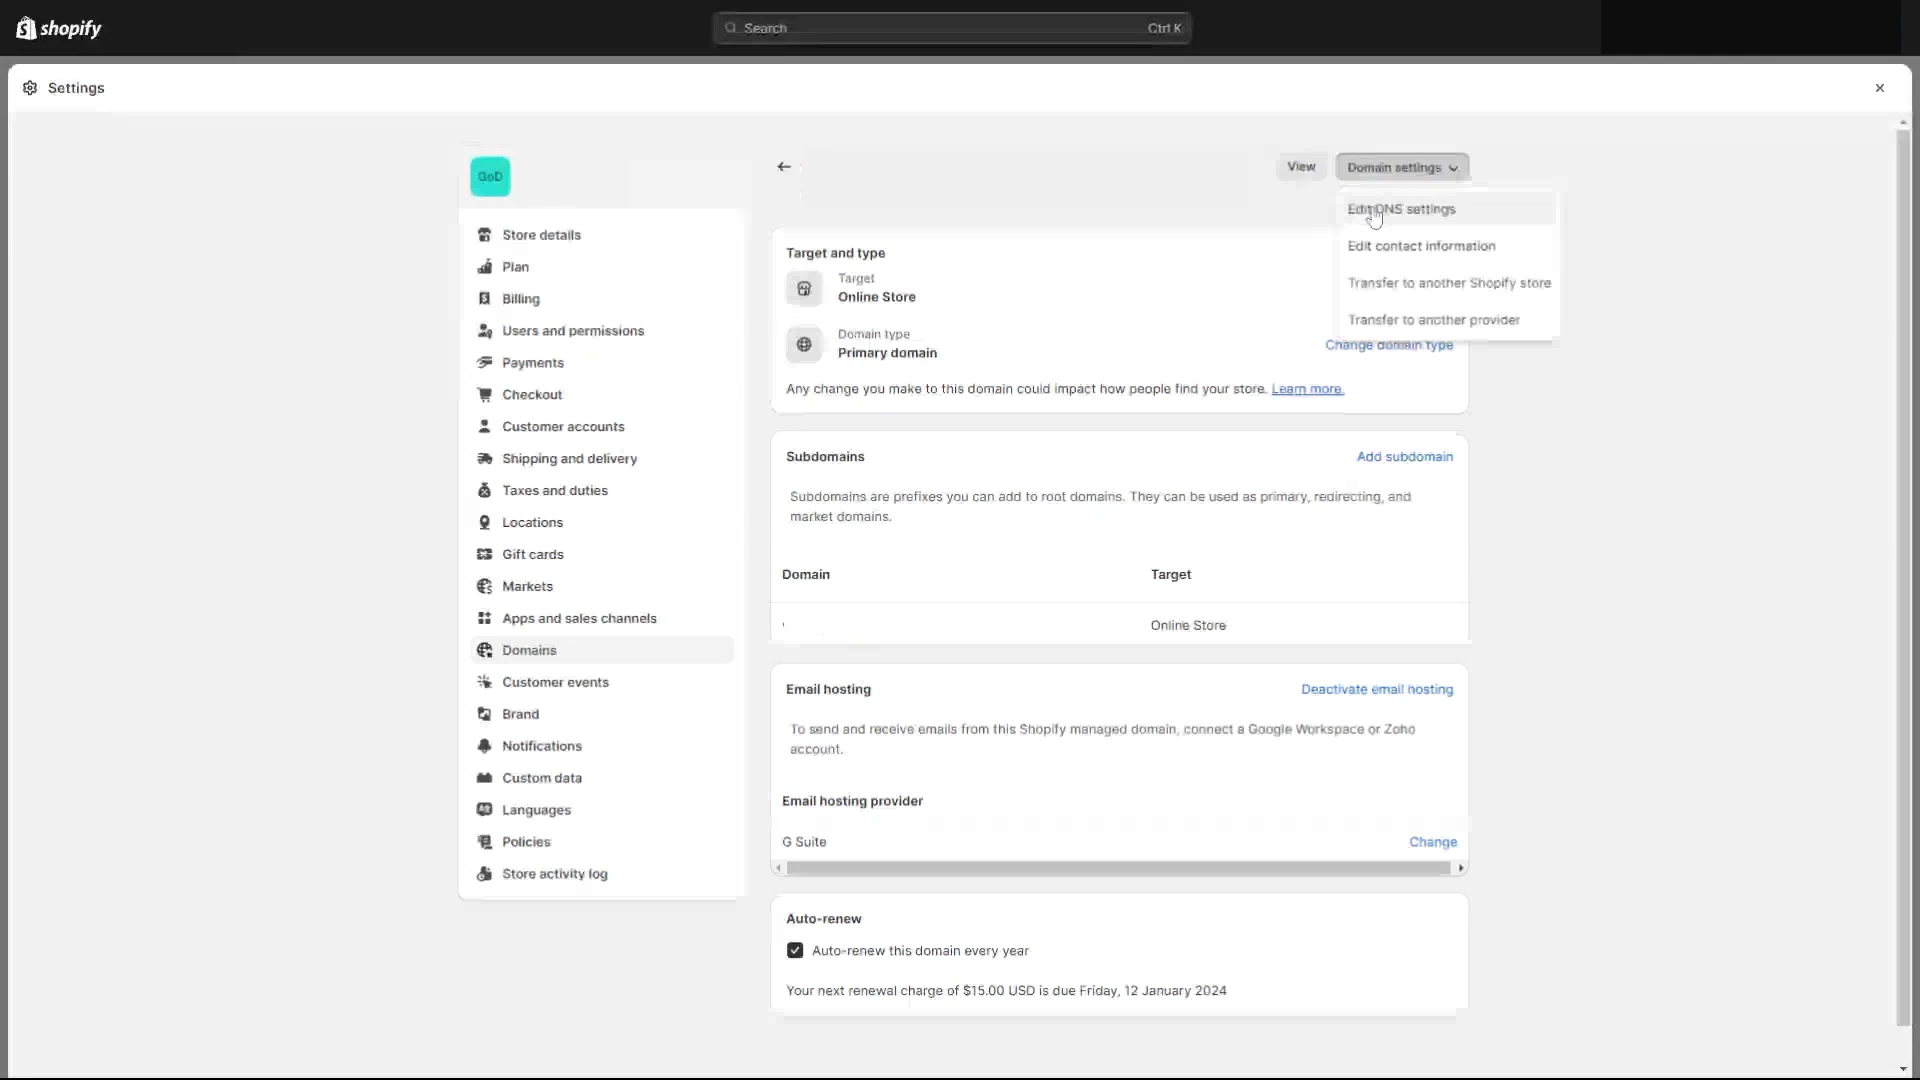 shopify
Search
Ctrl K
Settings
GoD
View
Domain settings
Edit DNS settings
Edit contact information
Transfer to another Shopify store
Transfer to another provider
Store details
Plan
Billing
Users and permissions
Payments
Checkout
Customer accounts
Shipping and delivery
Taxes and duties
Locations
Gift cards
Markets
Apps and sales channels
Domains
Customer events
Brand
Notifications
Custom data
Languages
Policies
Store activity log
Target and type
Target
Online Store
Domain type
Primary domain
Change domain type
Any change you make to this domain could impact how people find your store. Learn more.
Subdomains
Add subdomain
Subdomains are prefixes you can add to root domains. They can be used as primary, redirecting, and
market domains.
Domain
Target
Online Store
Email hosting
Deactivate email hosting
To send and receive emails from this Shopify managed domain, connect a Google Workspace or Zoho
account.
Email hosting provider
G Suite
Change
Auto-renew
Auto-renew this domain every year
Your next renewal charge of $15.00 USD is due Friday, 12 January 2024